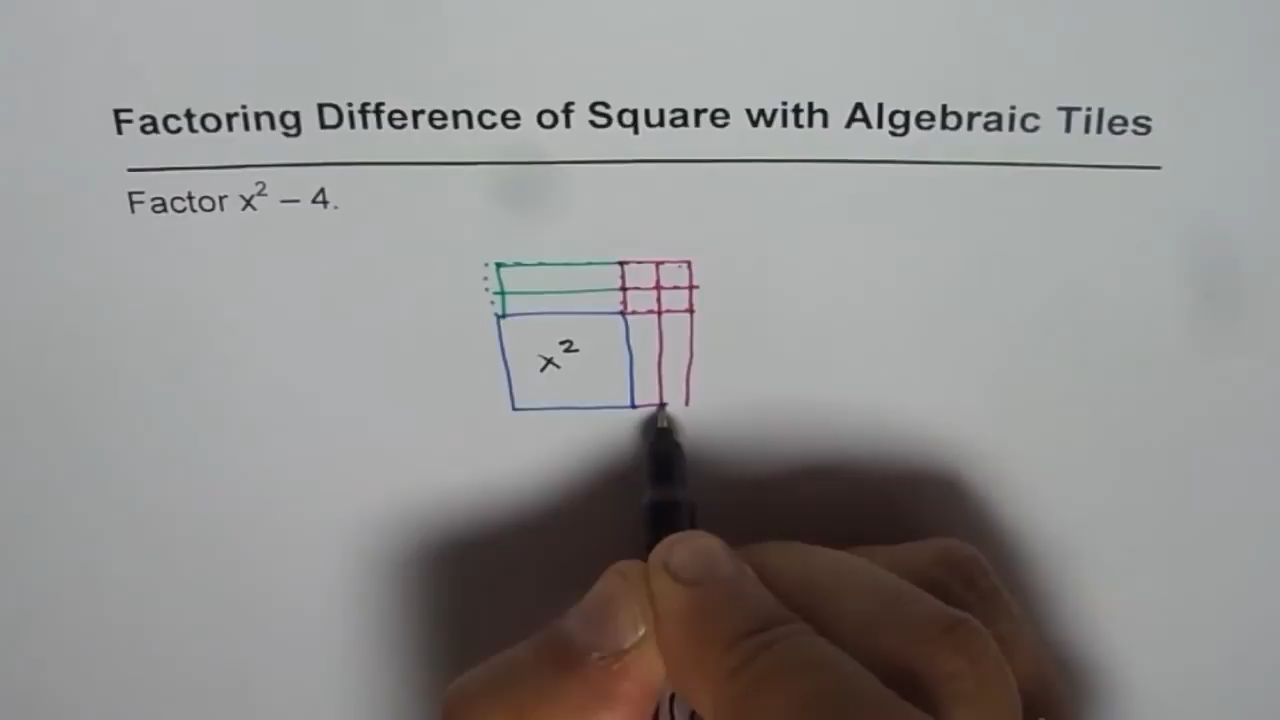 Factoring Difference of Square with Algebraic Tiles
Factor x² – 4.
x²